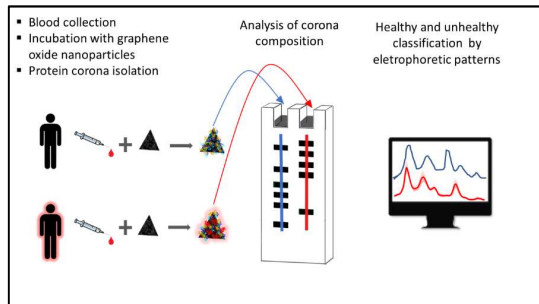 ▪ Blood collection
▪ Incubation with graphene
oxide nanoparticles
▪ Protein corona isolation
Analysis of corona
composition
Healthy and unhealthy
classification by
eletrophoretic patterns